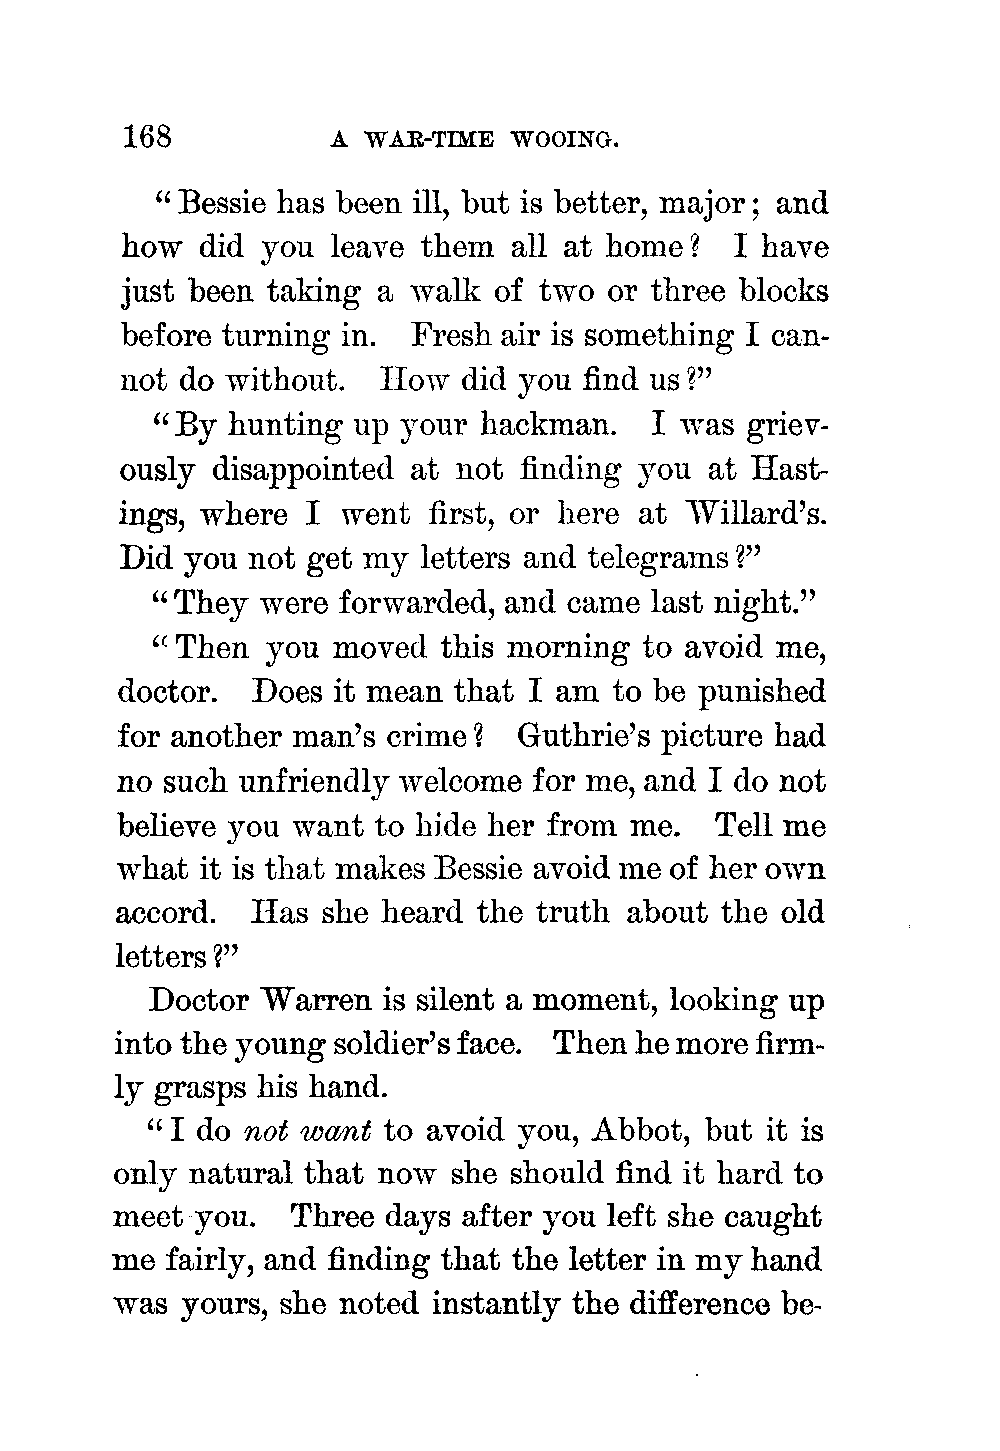 168 A WAR-TIME WOOING.
“Bessie has been ill, but is better, major; and
how did you leave them all at home? I have
just been taking a walk of two or three blocks
before turning in. Fresh air is something I can-
not do without. How did you find us?”
“By hunting up your hackman. I was griev-
ously disappointed at not finding you at Hast-
ings, where I went first, or here at Willard’s.
Did you not get my letters and telegrams?”
“They were forwarded, and came last night.”
“Then you moved this morning to avoid me,
doctor. Does it mean that I am to be punished
for another man’s crime? Guthrie’s picture had
no such unfriendly welcome for me, and I do not
believe you want to hide her from me. Tell me
what it is that makes Bessie avoid me of her own
accord. Has she heard the truth about the old
letters?”
Doctor Warren is silent a moment, looking up
into the young soldier’s face. Then he more firm-
ly grasps his hand.
“I do not want to avoid you, Abbot, but it is
only natural that now she should find it hard to
meet you. Three days after you left she caught
me fairly, and finding that the letter in my hand
was yours, she noted instantly the difference be-